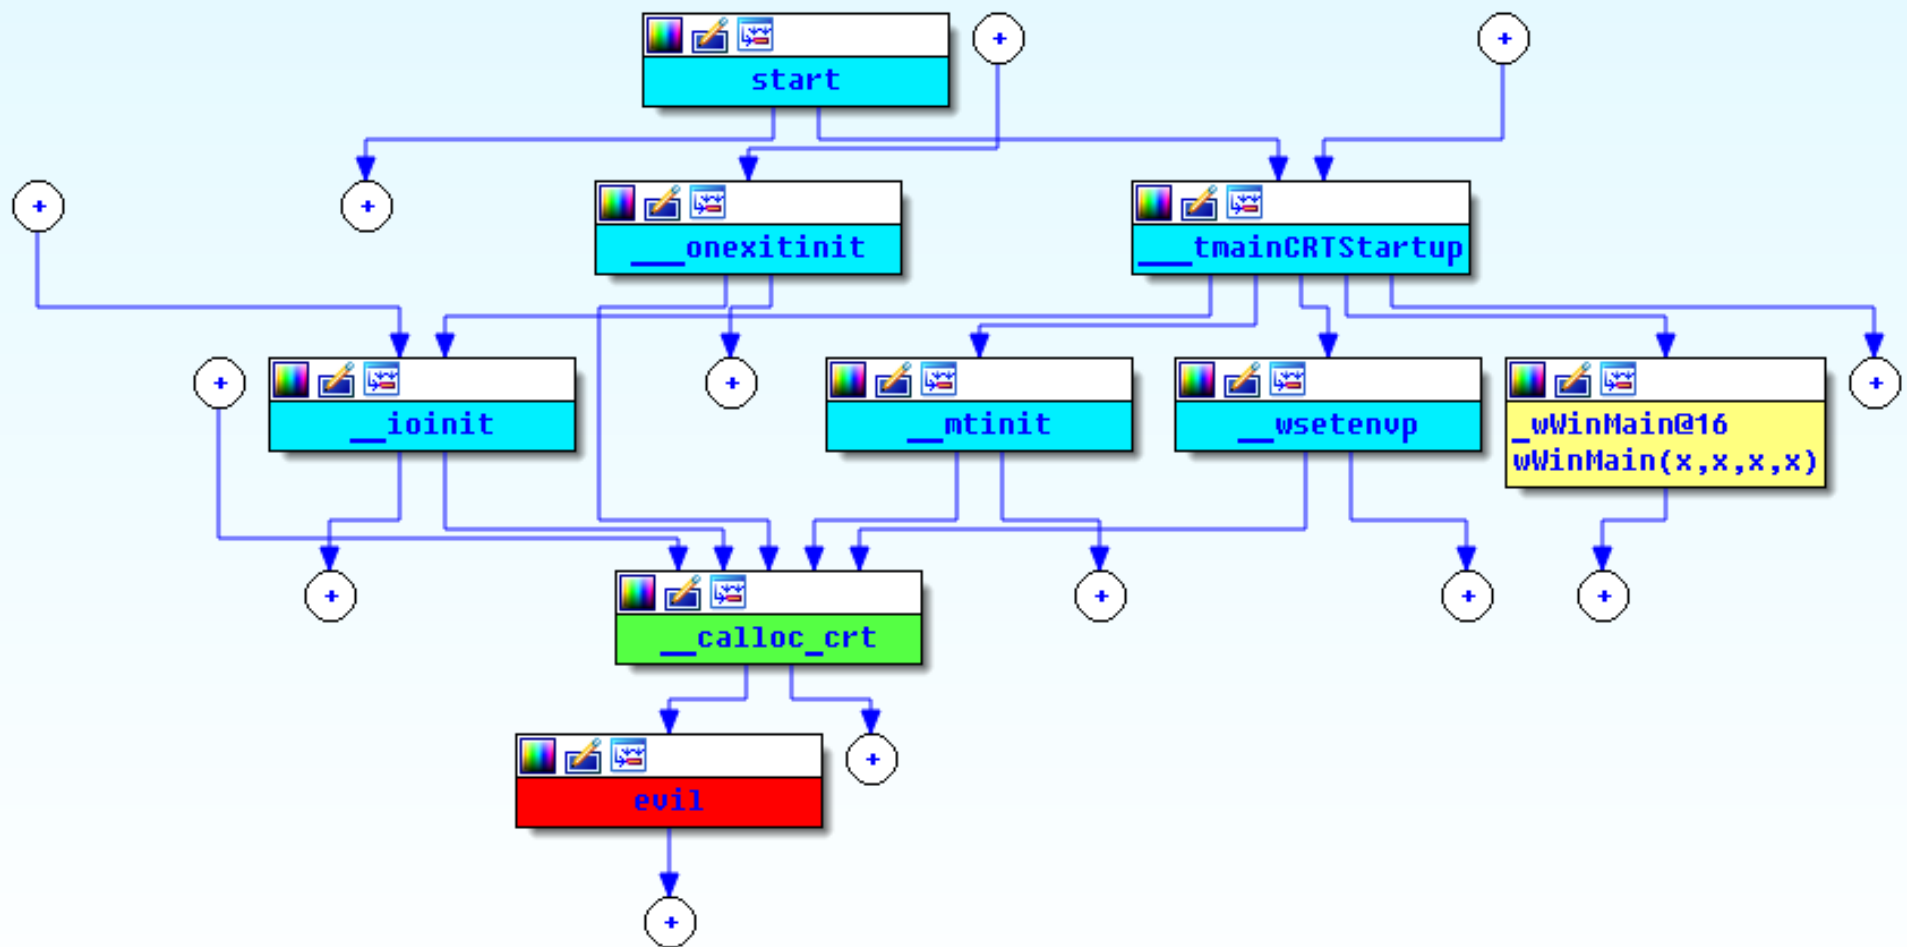 start
___onexitinit
___tmainCRTStartup
__ioinit
__mtinit
__wsetenvp
_wWinMain@16
wWinMain(x,x,x,x)
__calloc_crt
evil